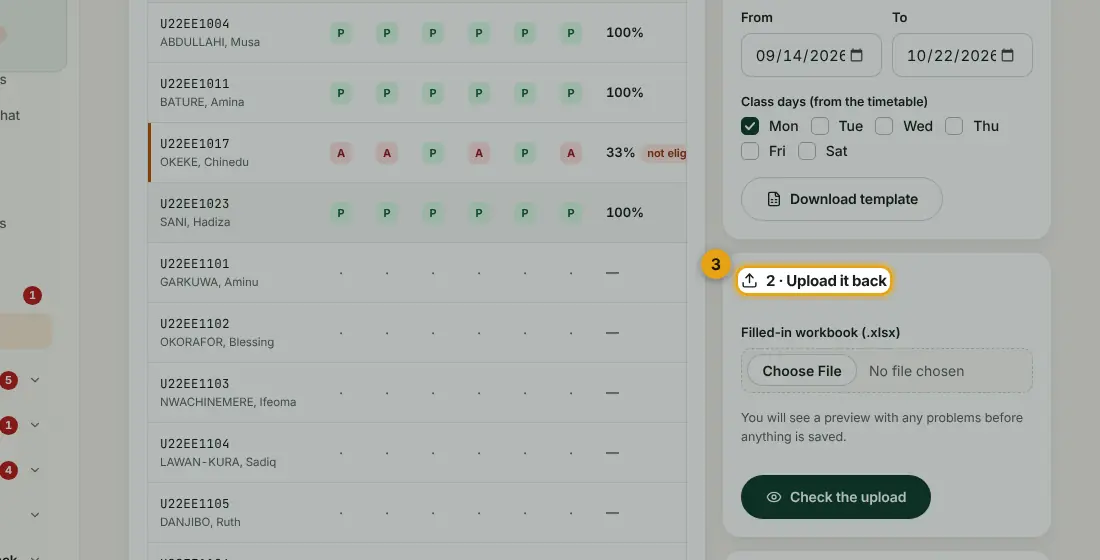 s
hat
s
1
5
1
4
U22EE1004
ABDULLAHI, Musa
P P P P P P 100%
U22EE1011
BATURE, Amina
P P P P P P 100%
U22EE1017
OKEKE, Chinedu
A A P A P A 33% not elig
U22EE1023
SANI, Hadiza
P P P P P P 100%
U22EE1101
GARKUWA, Aminu
· · · · · · —
U22EE1102
OKORAFOR, Blessing
· · · · · · —
U22EE1103
NWACHINEMERE, Ifeoma
· · · · · · —
U22EE1104
LAWAN-KURA, Sadiq
· · · · · · —
U22EE1105
DANJIBO, Ruth
· · · · · · —
From To
09/14/2026 10/22/2026
Class days (from the timetable)
Mon Tue Wed Thu
Fri Sat
Download template
3
2 · Upload it back
Filled-in workbook (.xlsx)
Choose File No file chosen
You will see a preview with any problems before
anything is saved.
Check the upload